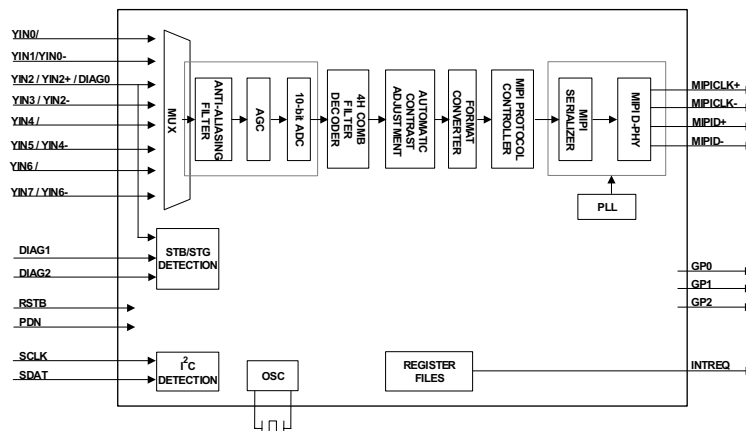 YIN0/
YIN1/YIN0-
YIN2 / YIN2+ / DIAG0
YIN3 / YIN2-
YIN4 /
YIN5 / YIN4-
YIN6 /
YIN7 / YIN6-
MUX
ANTI-ALIASING
FILTER
AGC
10-bit ADC
4H COMB
FILTER
DECODER
AUTOMATIC
CONTRAST
ADJUSTMENT
FORMAT
CONVERTER
MIPI PROTOCOL
CONTROLLER
MIPI
SERIALIZER
MIPI D-PHY
MIPICLK+
MIPICLK-
MIPID+
MIPID-
PLL
DIAG1
DIAG2
STB/STG
DETECTION
GP0
GP1
GP2
RSTB
PDN
SCLK
SDAT
I2C
DETECTION
OSC
REGISTER
FILES
INTREQ